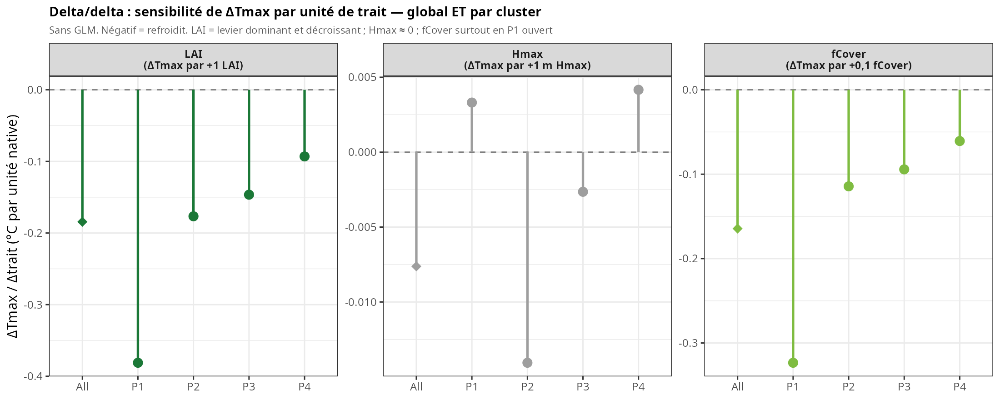 Delta/delta : sensibilité de ΔTmax par unité de trait — global ET par cluster
Sans GLM. Négatif = refroidit. LAI = levier dominant et décroissant ; Hmax ≈ 0 ; fCover surtout en P1 ouvert
ΔTmax / Δtrait (°C par unité native)
LAI
(ΔTmax par +1 LAI)
0.0
-0.1
-0.2
-0.3
-0.4
All P1 P2 P3 P4
Hmax
(ΔTmax par +1 m Hmax)
0.005
0.000
-0.005
-0.010
All P1 P2 P3 P4
fCover
(ΔTmax par +0,1 fCover)
0.0
-0.1
-0.2
-0.3
All P1 P2 P3 P4